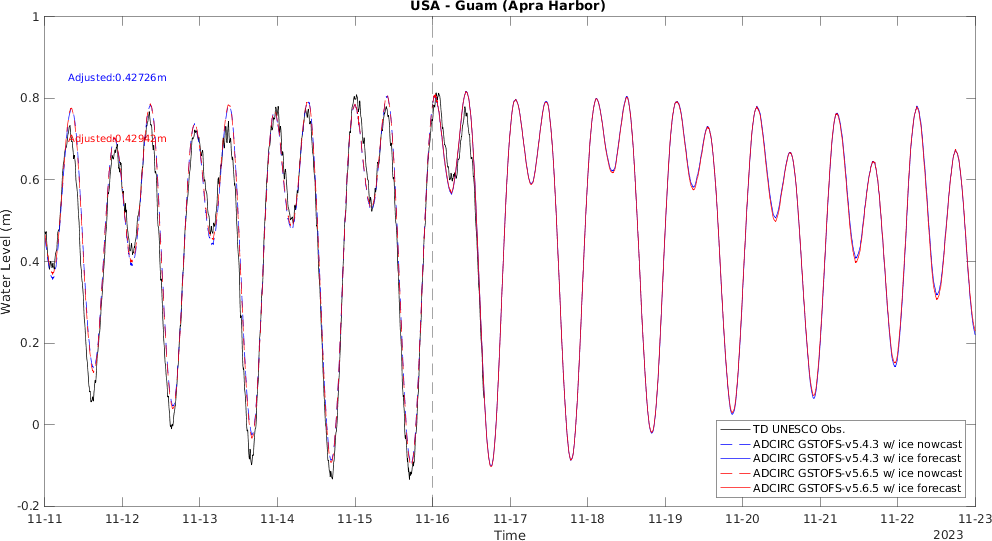 USA - Guam (Apra Harbor)
1
0.8
0.6
0.4
0.2
0
-0.2
Water Level (m)
Adjusted:0.42726m
Adjusted:0.42942m
TD UNESCO Obs.
ADCIRC GSTOFS-v5.4.3 w/ ice nowcast
ADCIRC GSTOFS-v5.4.3 w/ ice forecast
ADCIRC GSTOFS-v5.6.5 w/ ice nowcast
ADCIRC GSTOFS-v5.6.5 w/ ice forecast
11-11 11-12 11-13 11-14 11-15 11-16 11-17 11-18 11-19 11-20 11-21 11-22 11-23
Time
2023